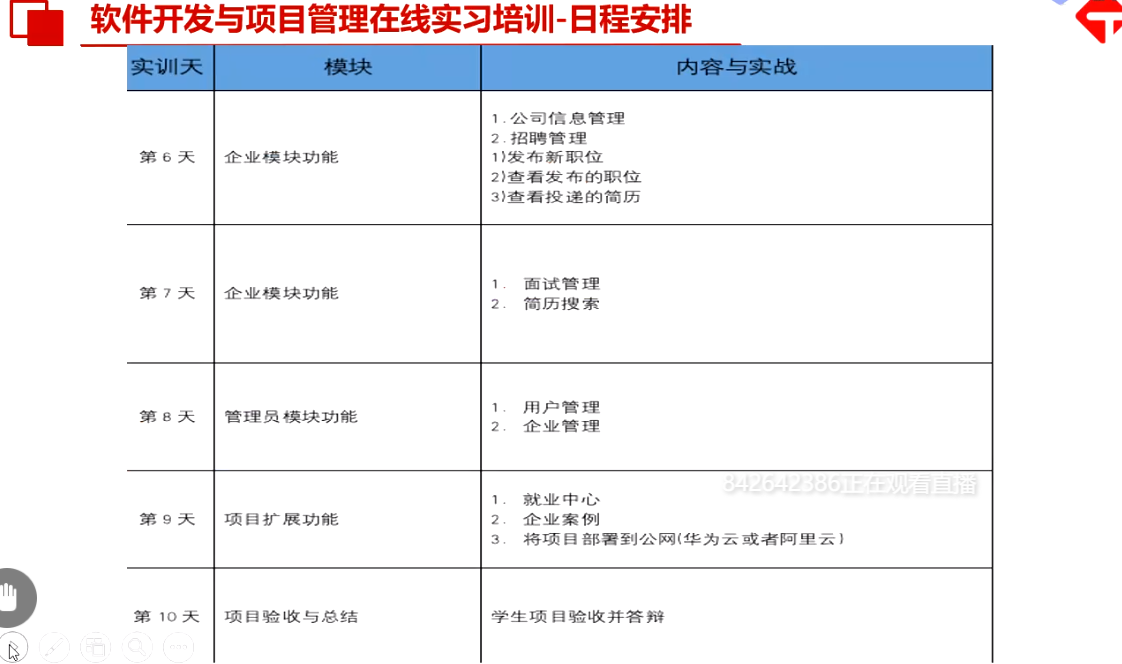 软件开发与项目管理在线实习培训-日程安排
实训天 模块 内容与实战
第 6 天 企业模块功能
1.公司信息管理
2.招聘管理
1)发布新职位
2)查看发布的职位
3)查看投递的简历
第 7 天 企业模块功能
1. 面试管理
2. 简历搜索
第 8 天 管理员模块功能
1. 用户管理
2. 企业管理
842642386正在观看直播
第 9 天 项目扩展功能
1. 就业中心
2. 企业案例
3. 将项目部署到公网(华为云或者阿里云)
第 10 天 项目验收与总结 学生项目验收并答辩